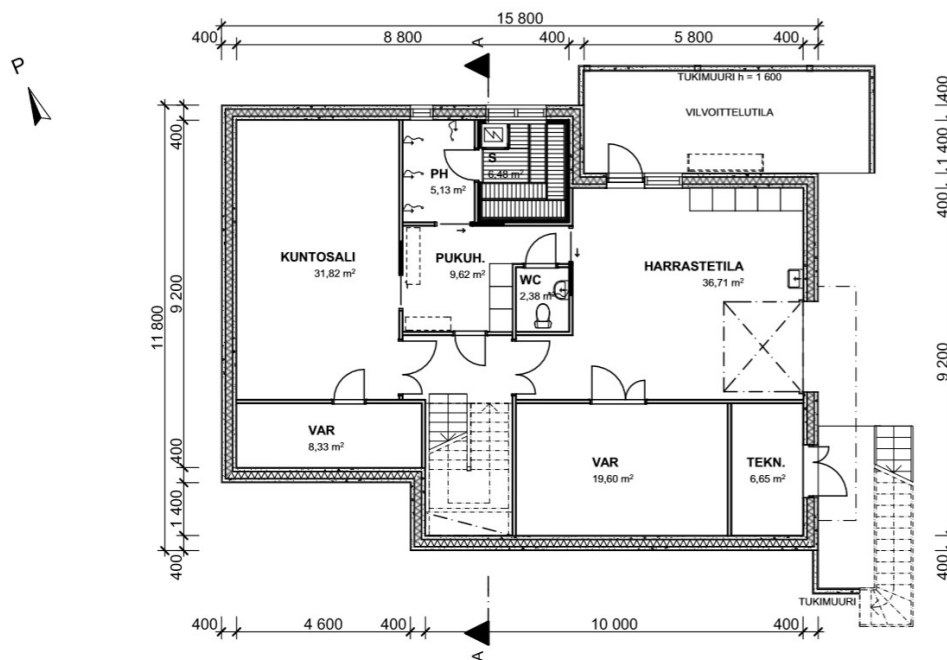 15 800
400 8 800 A 400 5 800 400
P
TUKIMUURI h = 1 600
VILVOITTELUTILA
400
1 400
400
400
S
6,48 m²
PH
5,13 m²
KUNTOSALI
31,82 m²
PUKUH.
9,62 m²
WC
2,38 m²
HARRASTETILA
36,71 m²
11 800
9 200
9 200
VAR
8,33 m²
VAR
19,60 m²
TEKN.
6,65 m²
400
1 400
400
400
TUKIMUURI
400 4 600 400 10 000 400
A